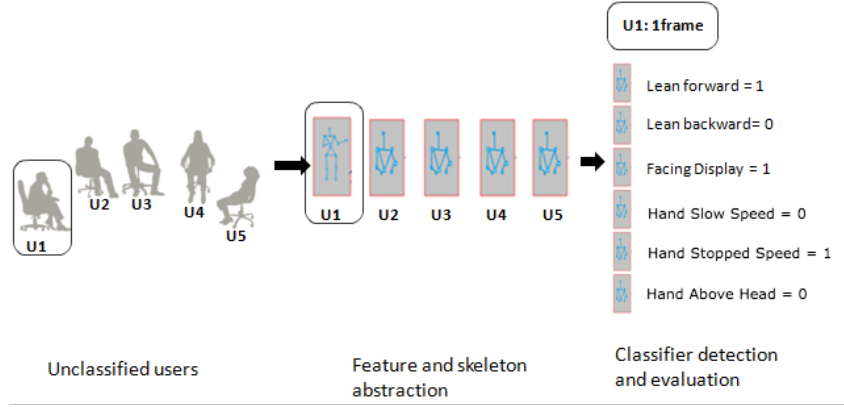 U1: 1frame
Lean forward = 1
Lean backward= 0
Facing Display = 1
Hand Slow Speed = 0
Hand Stopped Speed = 1
Hand Above Head = 0
U1
U2
U3
U4
U5
U1
U2
U3
U4
U5
Unclassified users
Feature and skeleton
abstraction
Classifier detection
and evaluation